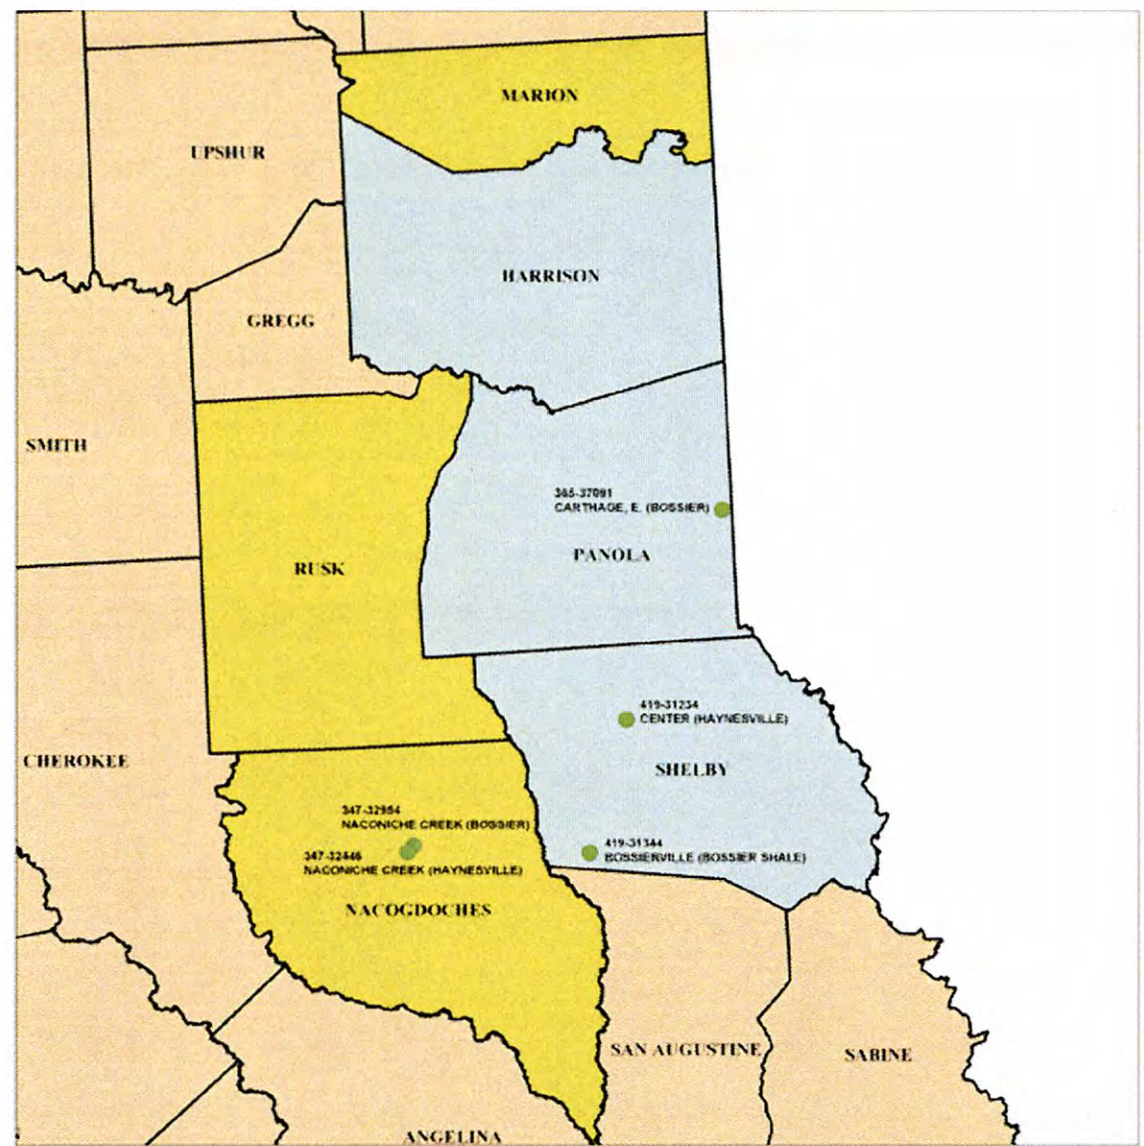 MARION
UPSHUR
HARRISON
GREGG
SMITH
365-37091
CARTHAGE, E. (BOSSIER)
PANOLA
RUSK
419-31234
CENTER (HAYNESVILLE)
CHEROKEE
SHELBY
347-32954
NACONICHE CREEK (BOSSIER)
419-31344
BOSSIERVILLE (BOSSIER SHALE)
347-32446
NACONICHE CREEK (HAYNESVILLE)
NACOGDOCHES
SAN AUGUSTINE
SABINE
ANGELINA